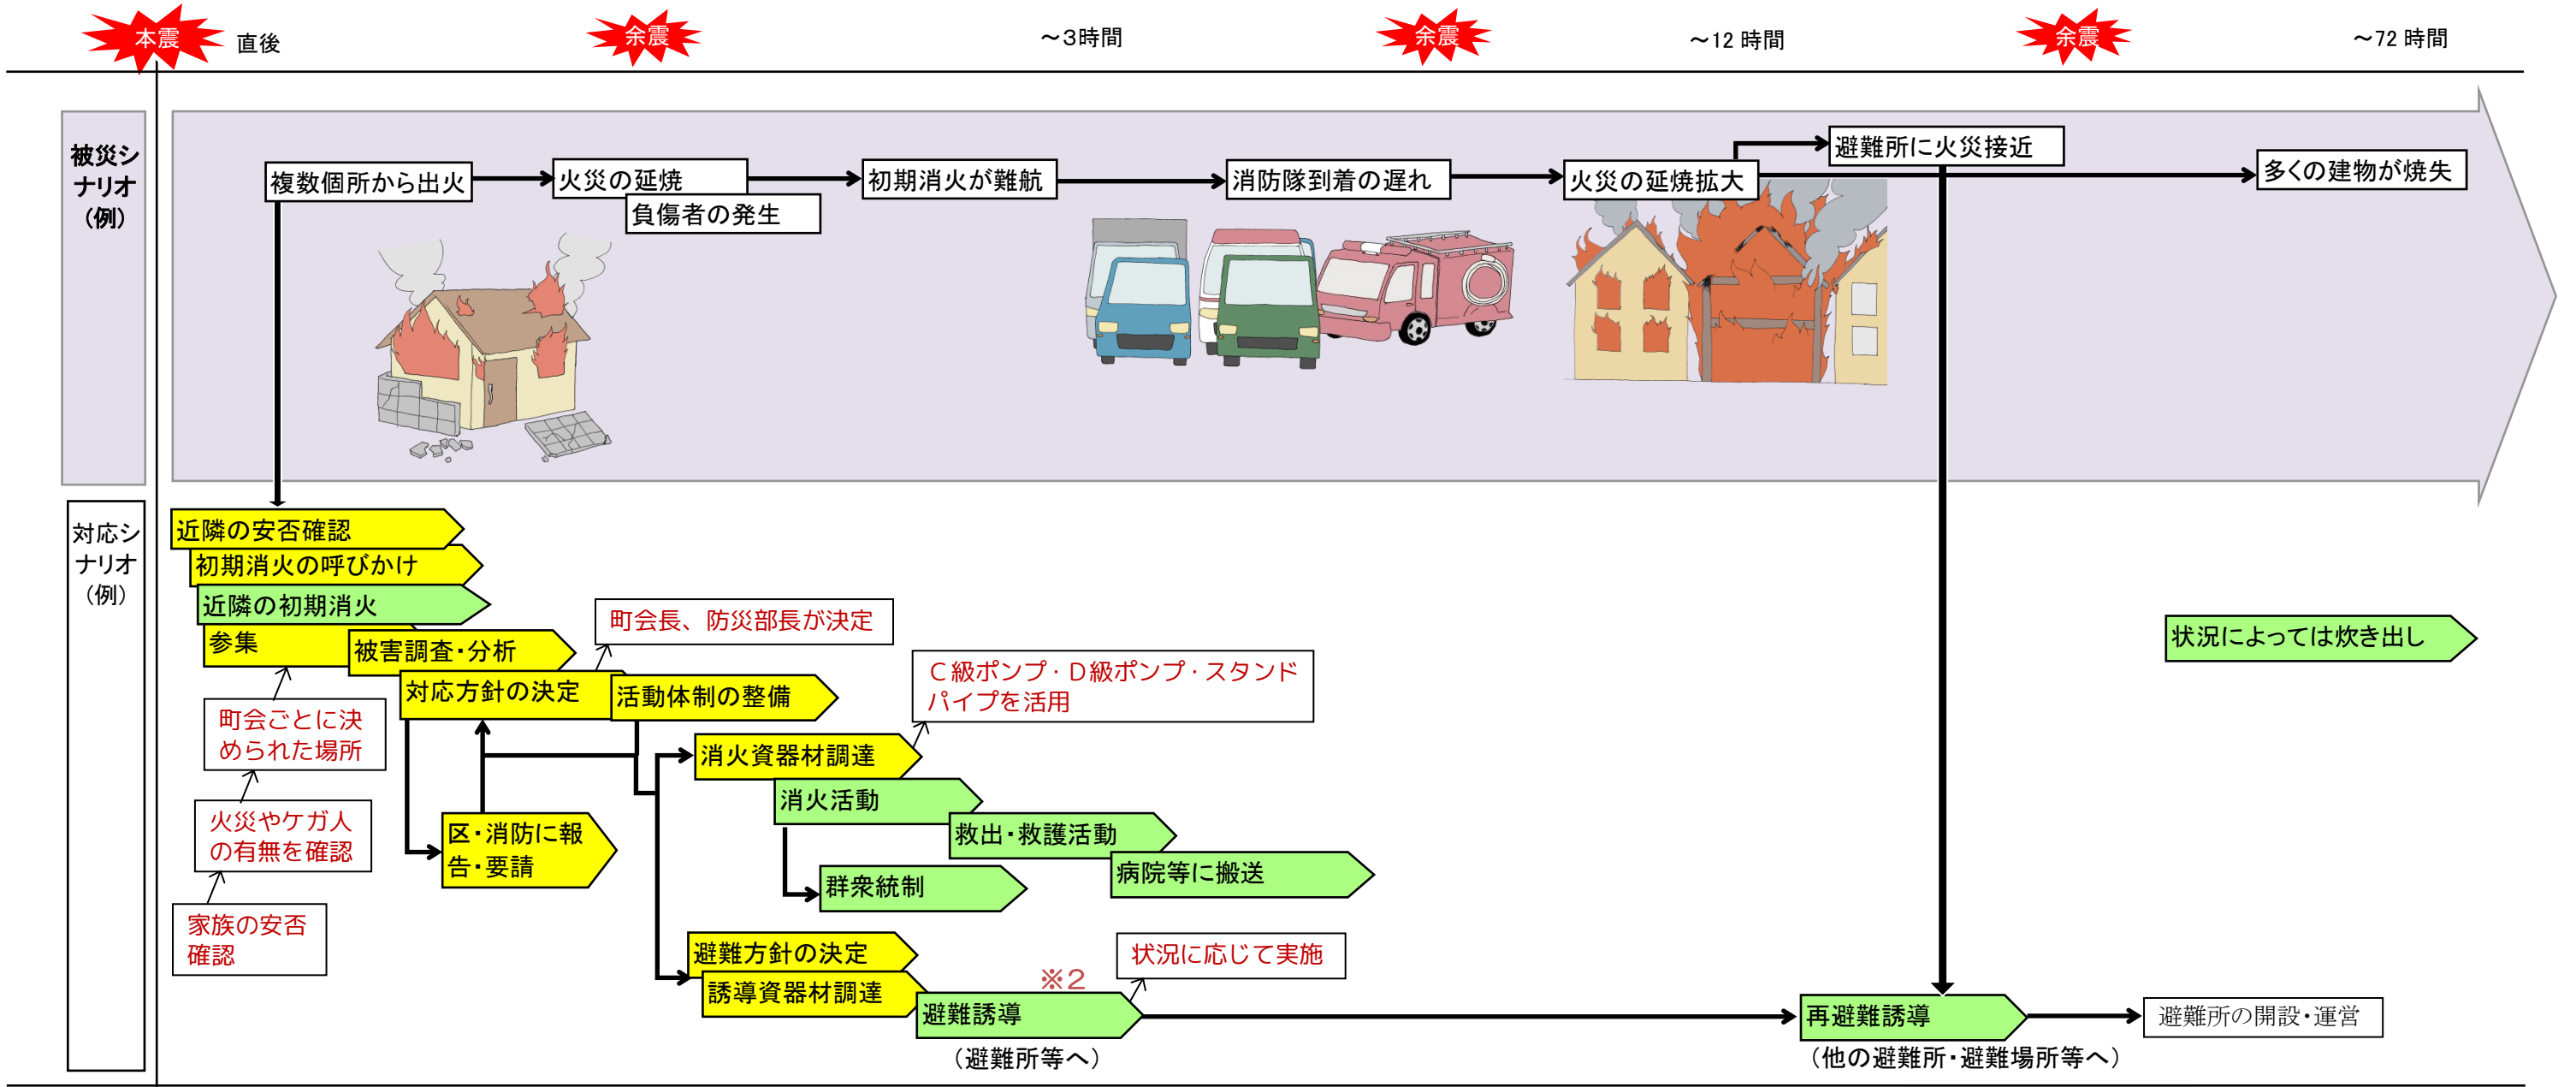 本震
直後
余震
～3時間
余震
～12 時間
余震
～72 時間
被災シ
ナリオ
（例）
複数個所から出火
火災の延焼
負傷者の発生
初期消火が難航
消防隊到着の遅れ
火災の延焼拡大
避難所に火災接近
多くの建物が焼失
対応シ
ナリオ
（例）
近隣の安否確認
初期消火の呼びかけ
近隣の初期消火
参集
被害調査・分析
対応方針の決定
活動体制の整備
町会長、防災部長が決定
町会ごとに決
められた場所
火災やケガ人
の有無を確認
家族の安否
確認
区・消防に報
告・要請
Ｃ級ポンプ・Ｄ級ポンプ・スタンド
パイプを活用
消火資器材調達
消火活動
救出・救護活動
病院等に搬送
群衆統制
避難方針の決定
誘導資器材調達
※２
避難誘導
（避難所等へ）
状況に応じて実施
状況によっては炊き出し
再避難誘導
（他の避難所・避難場所等へ）
避難所の開設・運営